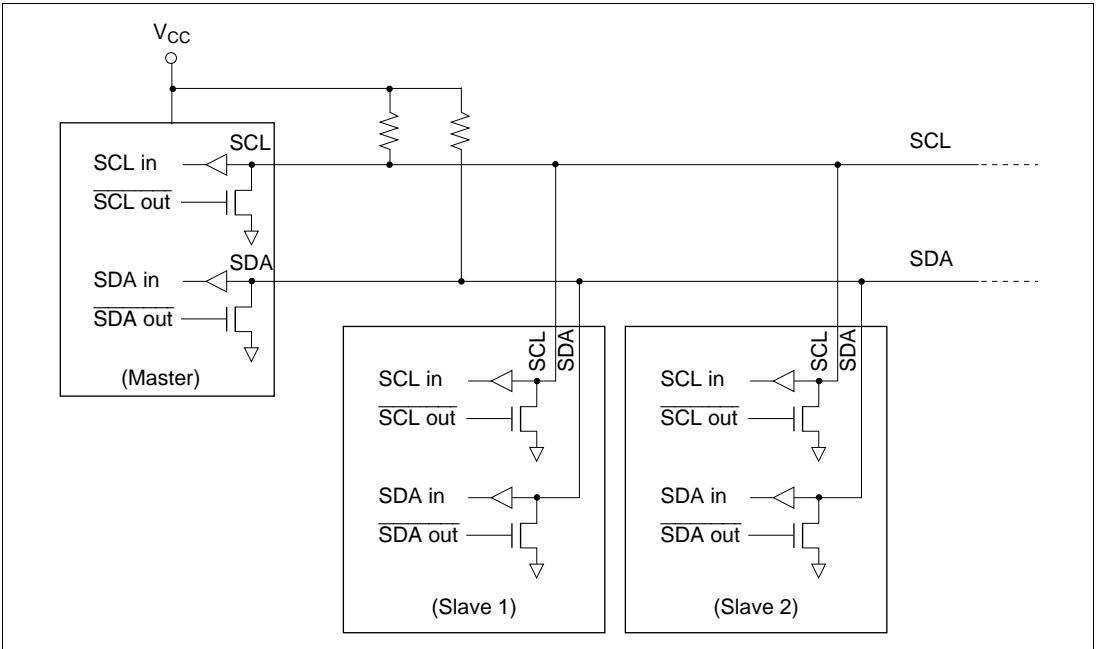 VCC
SCL
SCL in
SCL out
SDA
SDA in
SDA out
(Master)
SCL
SDA
SCL
SDA
SCL in
SCL out
SDA in
SDA out
(Slave 1)
SCL
SDA
SCL in
SCL out
SDA in
SDA out
(Slave 2)